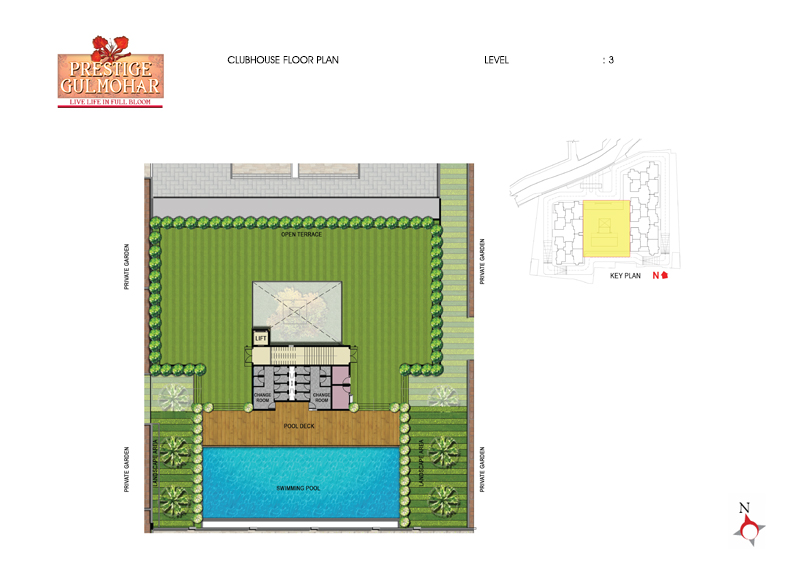 PRESTIGE
GULMOHAR
LIVE LIFE IN FULL BLOOM
CLUBHOUSE FLOOR PLAN LEVEL : 3
OPEN TERRACE
PRIVATE GARDEN
PRIVATE GARDEN
KEY PLAN N
LIFT
CHANGE
ROOM
CHANGE
ROOM
POOL DECK
PRIVATE GARDEN
LANDSCAPE AREA
LANDSCAPE AREA
PRIVATE GARDEN
SWIMMING POOL
N